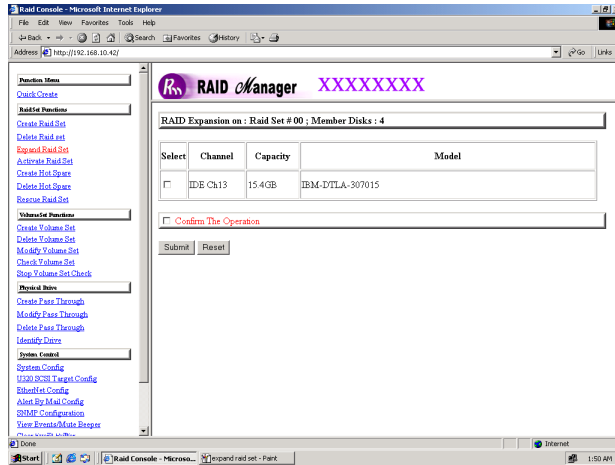 Raid Console - Microsoft Internet Explorer
File Edit View Favorites Tools Help
Back Search Favorites History
Address http://192.168.10.42/ Go Links
Function Menu
Quick Create
RaidSet Functions
Create Raid Set
Delete Raid set
Expand Raid Set
Activate Raid Set
Create Hot Spare
Delete Hot Spare
Rescue Raid Set
VolumeSet Functions
Create Volume Set
Delete Volume Set
Modify Volume Set
Check Volume Set
Stop Volume Set Check
Physical Drive
Create Pass Through
Modify Pass Through
Delete Pass Through
Identify Drive
System Control
System Config
U320 SCSI Target Config
EtherNet Config
Alert By Mail Config
SNMP Configuration
View Events/Mute Beeper
RAID Manager XXXXXXXX
RAID Expansion on : Raid Set # 00 ; Member Disks : 4
Select Channel Capacity Model
IDE Ch13 15.4GB IBM-DTLA-307015
Confirm The Operation
Submit Reset
Done Internet
Start Raid Console - Microso... expand raid set - Paint 1:50 AM